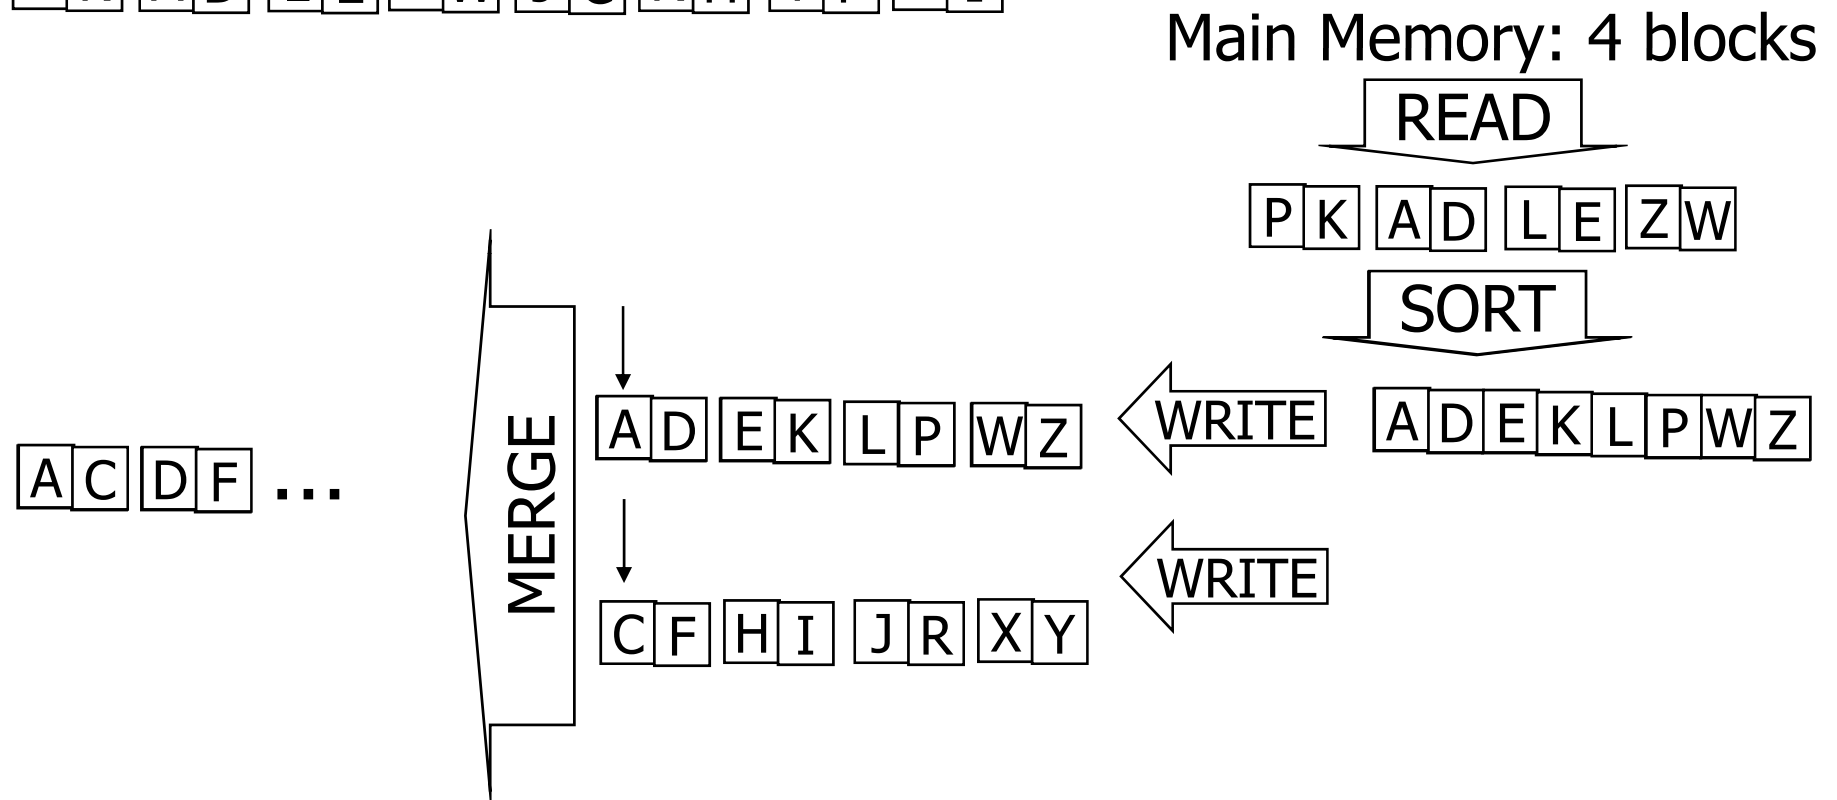 Main Memory: 4 blocks
READ
P K A D L E Z W
SORT
A D E K L P W Z
WRITE
A D E K L P W Z
MERGE
A C D F ...
WRITE
C F H I J R X Y